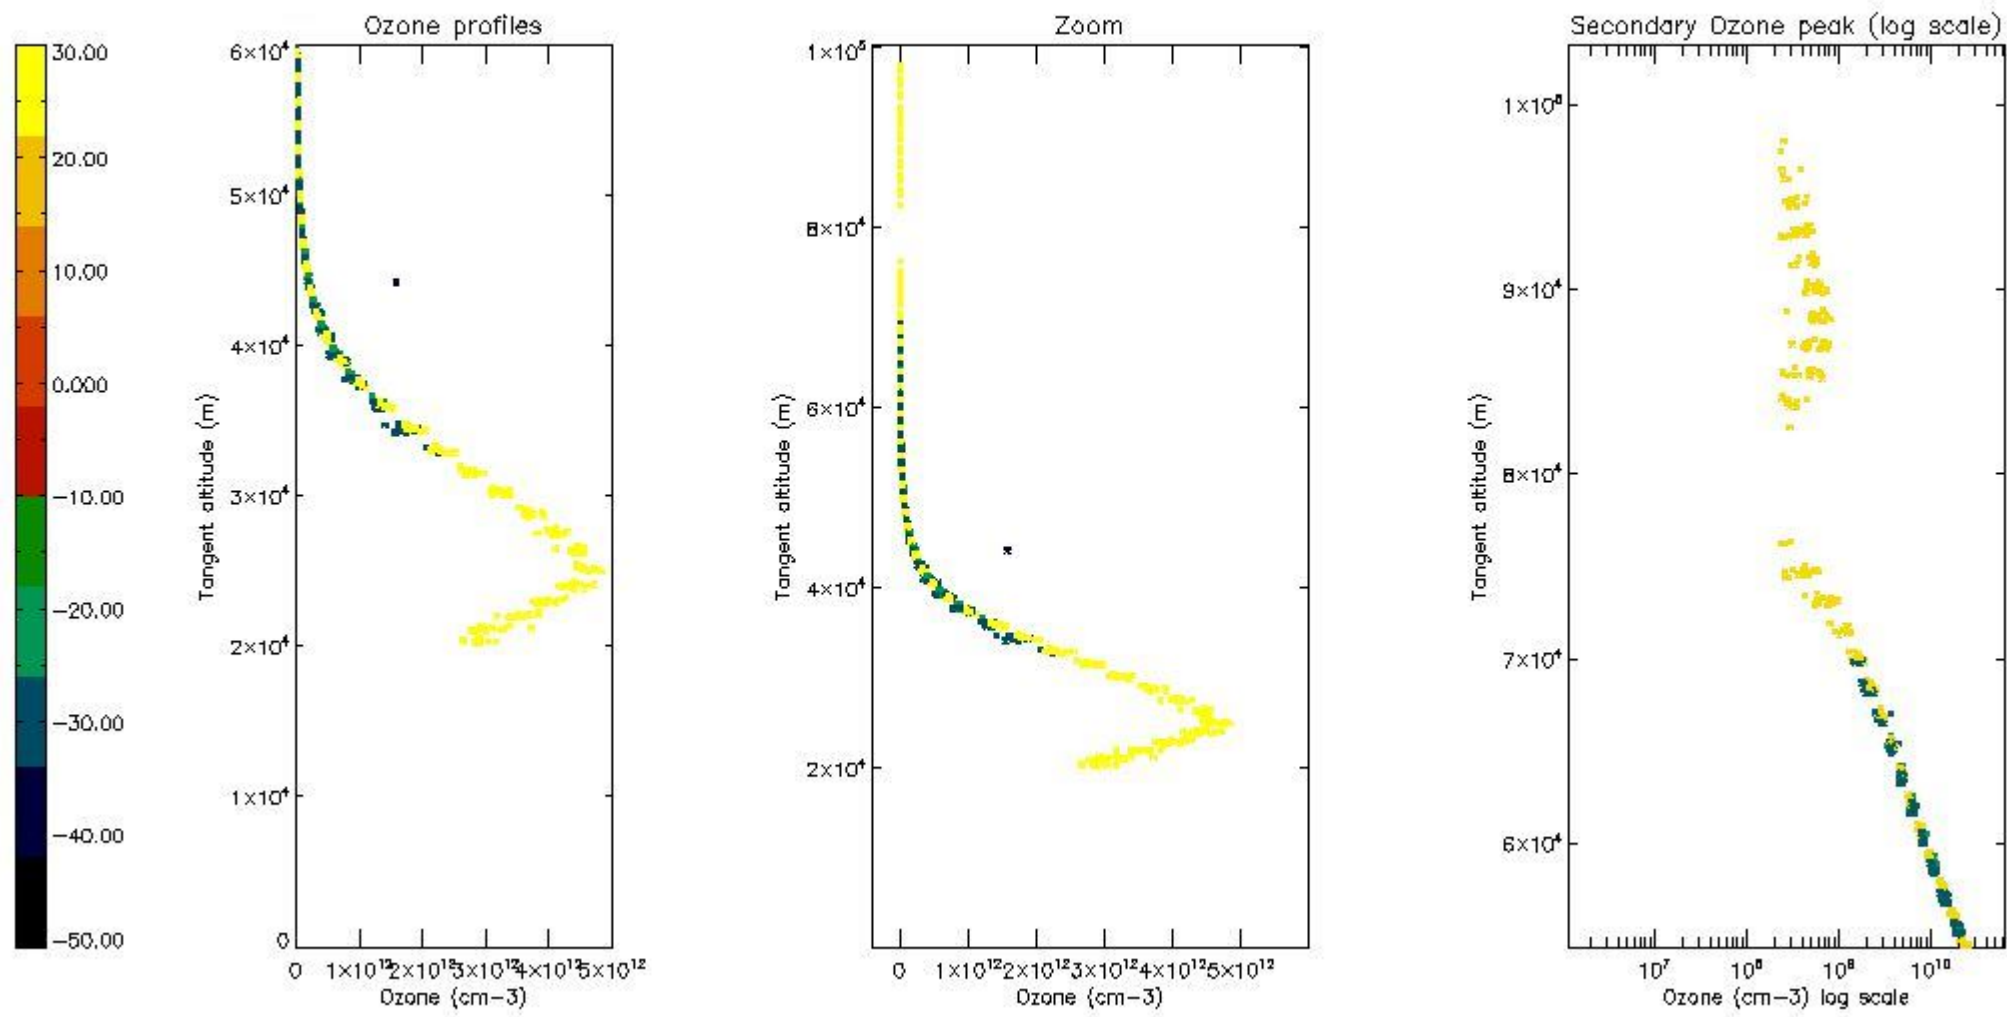 Ozone profiles
Zoom
Secondary Ozone peak (log scale)
30.00
20.00
10.00
0.000
−10.00
−20.00
−30.00
−40.00
−50.00
6×10⁴
5×10⁴
4×10⁴
3×10⁴
2×10⁴
1×10⁴
0
Tangent altitude (m)
0 1×10¹² 2×10¹² 3×10¹² 4×10¹² 5×10¹²
Ozone (cm−3)
1×10⁵
8×10⁴
6×10⁴
4×10⁴
2×10⁴
Tangent altitude (m)
0 1×10¹² 2×10¹² 3×10¹² 4×10¹² 5×10¹²
Ozone (cm−3)
1×10⁵
9×10⁴
8×10⁴
7×10⁴
6×10⁴
Tangent altitude (m)
10⁷ 10⁸ 10⁹ 10¹⁰
Ozone (cm−3) log scale